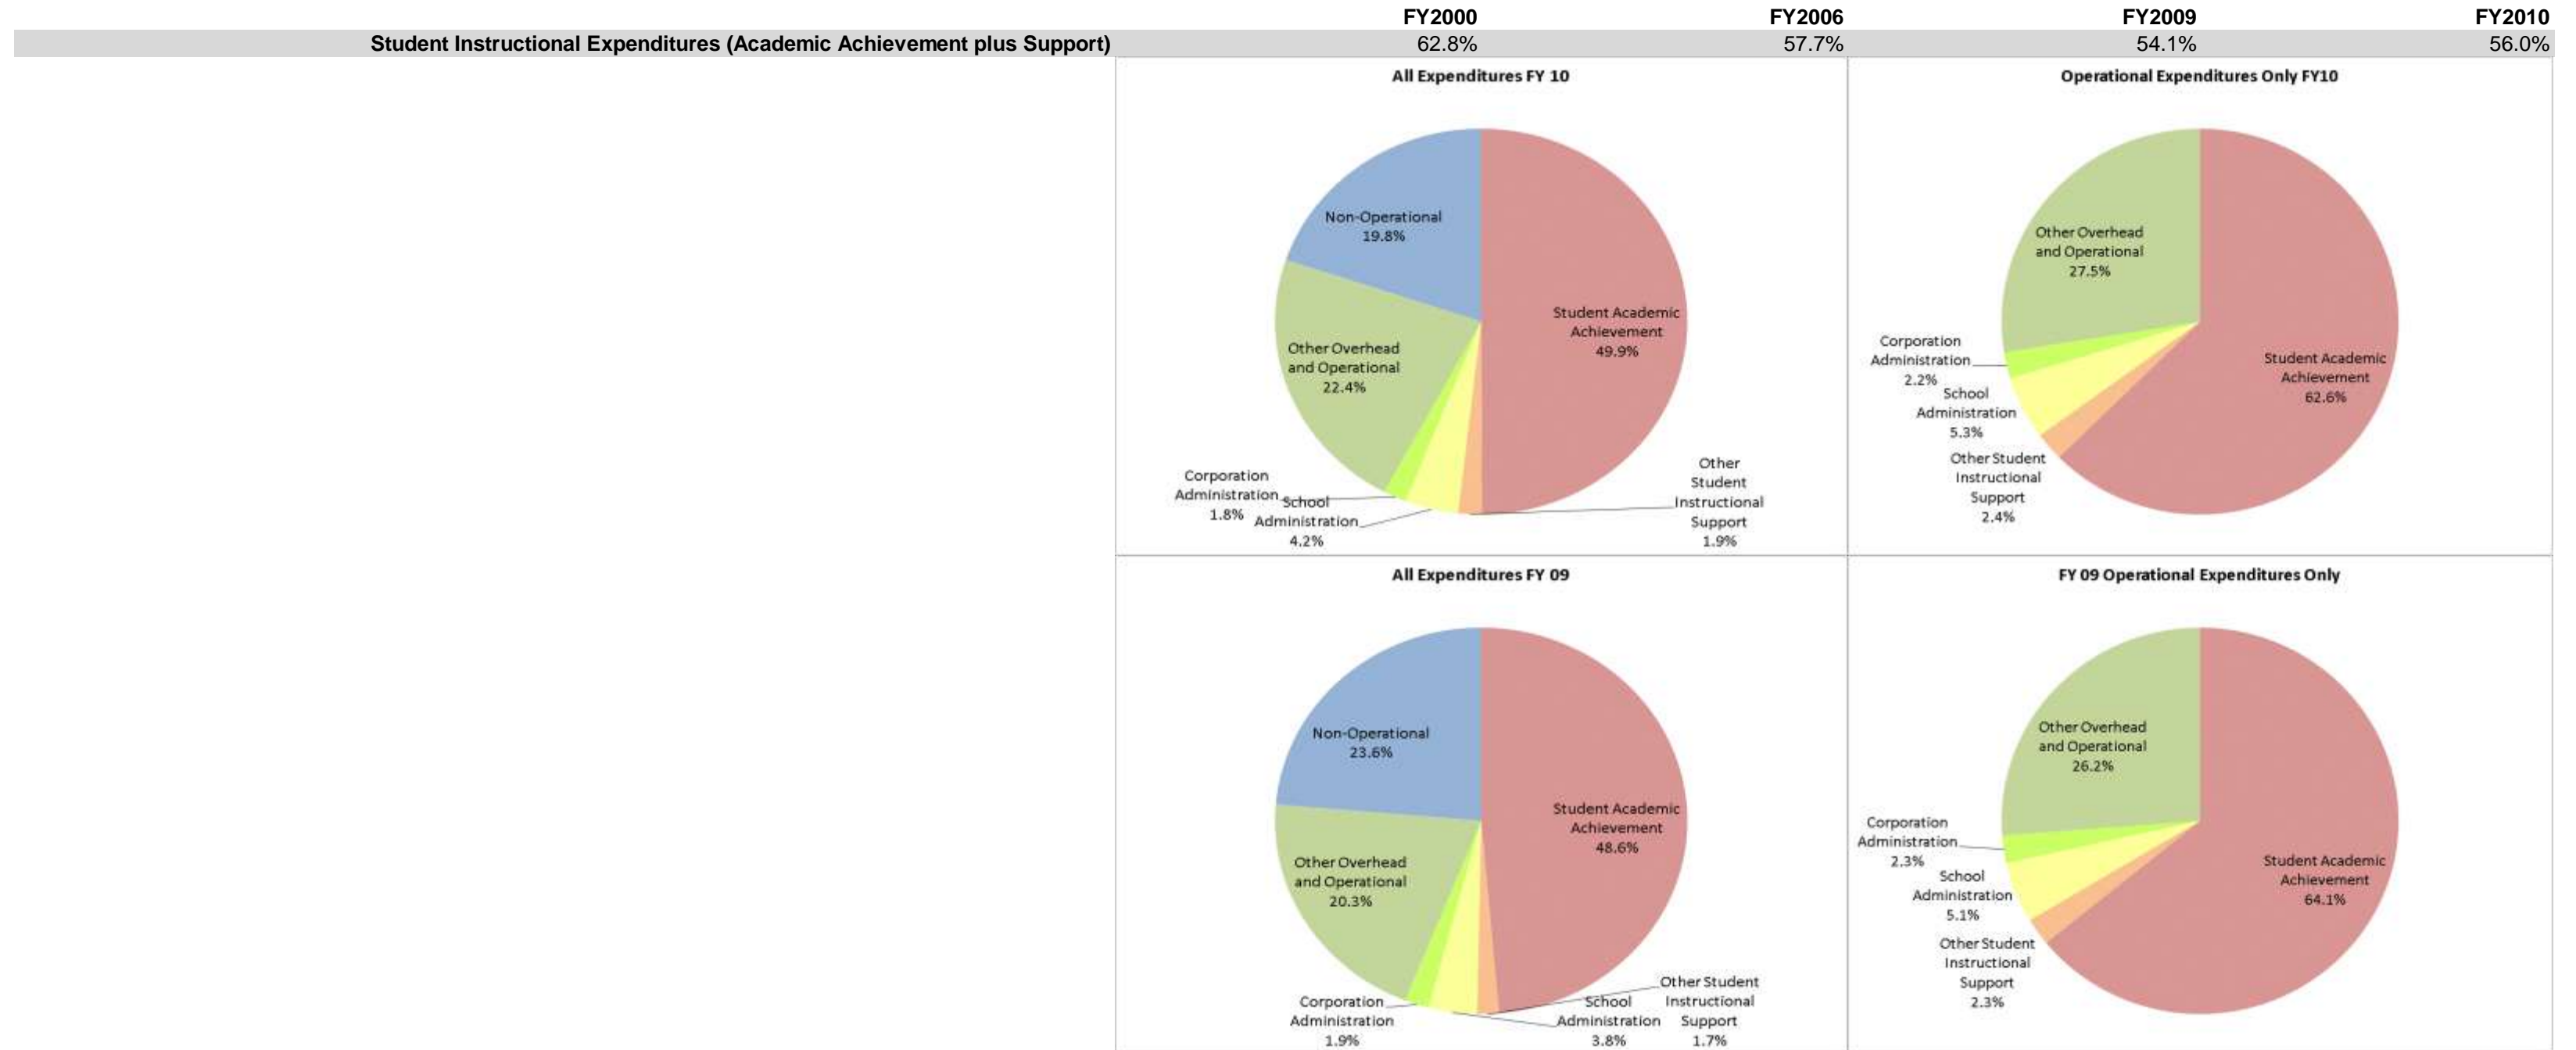 FY2000 FY2006 FY2009 FY2010
Student Instructional Expenditures (Academic Achievement plus Support) 62.8% 57.7% 54.1% 56.0%
All Expenditures FY 10
Non-Operational
19.8%
Student Academic
Achievement
49.9%
Other Overhead
and Operational
22.4%
Corporation
Administration
1.8%
School
Administration
4.2%
Other
Student
Instructional
Support
1.9%
Operational Expenditures Only FY10
Other Overhead
and Operational
27.5%
Corporation
Administration
2.2%
School
Administration
5.3%
Other Student
Instructional
Support
2.4%
Student Academic
Achievement
62.6%
All Expenditures FY 09
Non-Operational
23.6%
Student Academic
Achievement
48.6%
Other Overhead
and Operational
20.3%
Corporation
Administration
1.9%
School
Administration
3.8%
Other Student
Instructional
Support
1.7%
FY 09 Operational Expenditures Only
Other Overhead
and Operational
26.2%
Corporation
Administration
2.3%
School
Administration
5.1%
Other Student
Instructional
Support
2.3%
Student Academic
Achievement
64.1%